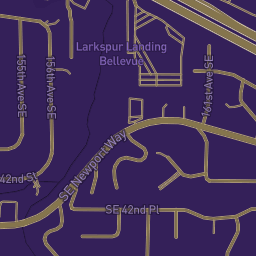 Larkspur Landing
Bellevue
155th Ave SE
156th Ave SE
161st Ave SE
SE Newport Way
42nd St
SE 42nd Pl